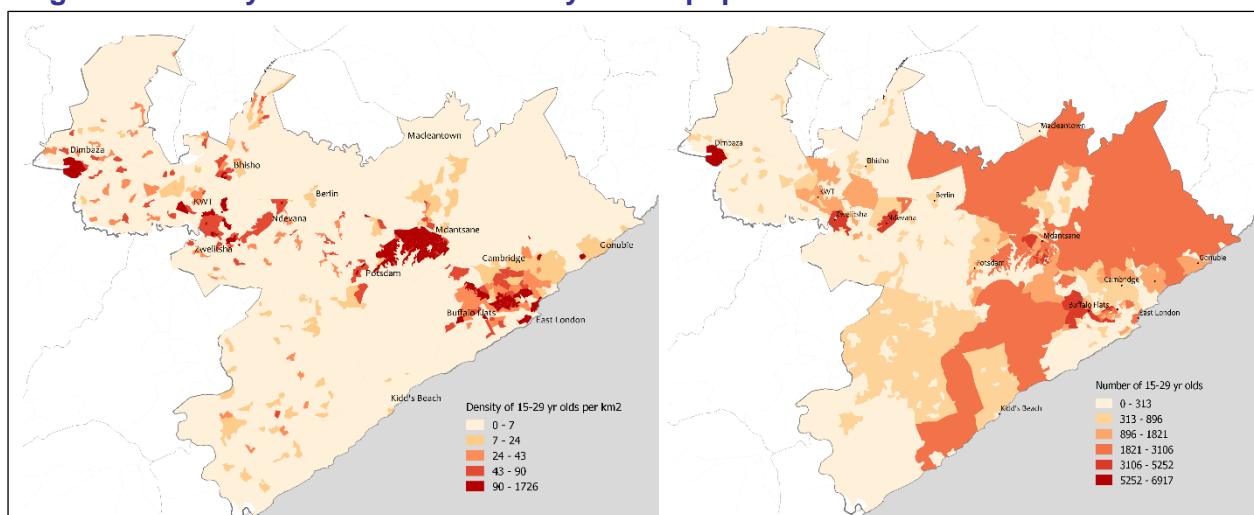 Dimbaza
Bhisho
KWT
Zwelitsha
Ndevana
Berlin
Macleantown
Mdantsane
Potsdam
Cambridge
Gonubie
Buffalo Flats
East London
Kidd's Beach
Density of 15-29 yr olds per km2
0 - 7
7 - 24
24 - 43
43 - 90
90 - 1726
Macleantown
Dimbaza
Bhisho
KWT
Zwelitsha
Ndevana
Berlin
Mdantsane
Potsdam
Gonubie
Cambridge
Buffalo Flats
East London
Kidd's Beach
Number of 15-29 yr olds
0 - 313
313 - 896
896 - 1821
1821 - 3106
3106 - 5252
5252 - 6917